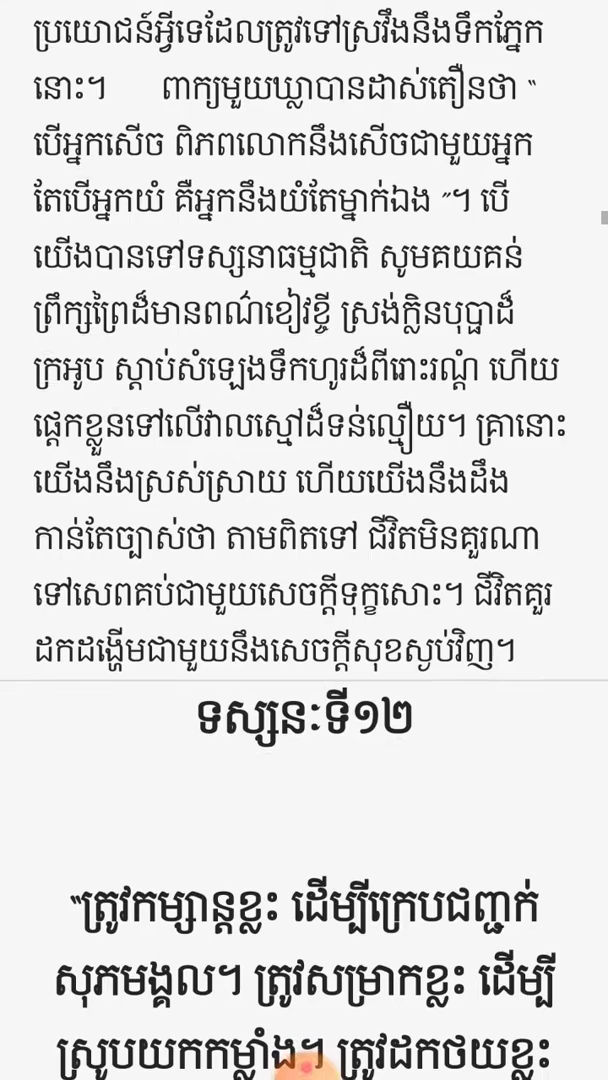 ប្រយោជន៍អ្វីទេដែលត្រូវទៅស្រវឹងនឹងទឹកភ្នែក
នោះ។ ពាក្យមួយឃ្លាបានដាស់តឿនថា “
បើអ្នកសើច ពិភពលោកនឹងសើចជាមួយអ្នក
តែបើអ្នកយំ គឺអ្នកនឹងយំតែម្នាក់ឯង ”។ បើ
យើងបានទៅទស្សនាធម្មជាតិ សូមគយគន់
ព្រឹក្សព្រៃដ៏មានពណ៌ខៀវខ្ចី ស្រង់ក្លិនបុប្ផាដ៏
ក្រអូប ស្ដាប់សំឡេងទឹកហូរដ៏ពីរោះរណ្ដំ ហើយ
ផ្ដេកខ្លួនទៅលើវាលស្មៅដ៏ទន់ល្មឿយ។ គ្រានោះ
យើងនឹងស្រស់ស្រាយ ហើយយើងនឹងដឹង
កាន់តែច្បាស់ថា តាមពិតទៅ ជីវិតមិនគួរណា
ទៅសេពគប់ជាមួយសេចក្ដីទុក្ខសោះ។ ជីវិតគួរ
ដកដង្ហើមជាមួយនឹងសេចក្ដីសុខស្ងប់វិញ។
ទស្សនៈទី១២
“ត្រូវកម្សាន្តខ្លះ ដើម្បីក្រេបជញ្ជក់
សុភមង្គល។ ត្រូវសម្រាកខ្លះ ដើម្បី
ស្រូបយកកម្លាំង។ ត្រូវដកថយខ្លះ